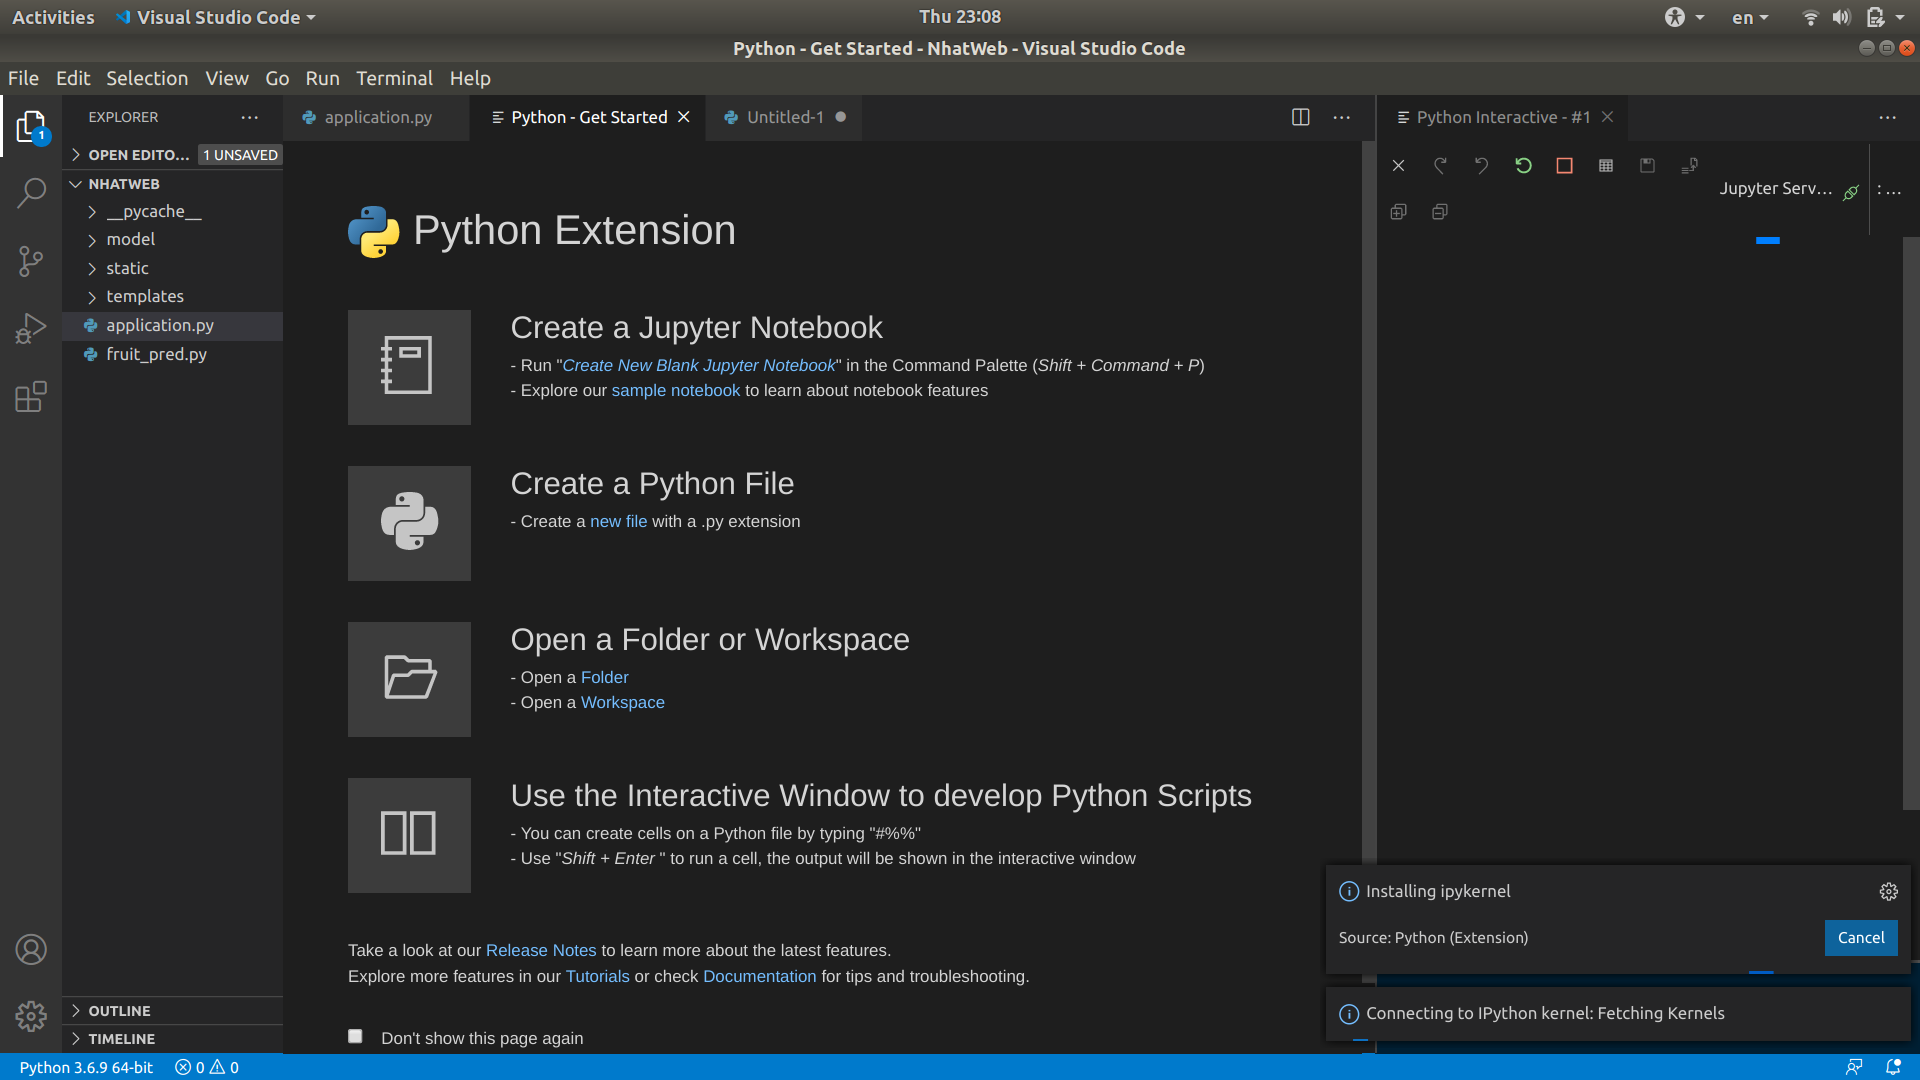 Activities Visual Studio Code Thu 23:08 en
Python - Get Started - NhatWeb - Visual Studio Code
File Edit Selection View Go Run Terminal Help
1
EXPLORER ···
application.py
Python - Get Started
Untitled-1
···
Python Interactive - #1
···
OPEN EDITO... 1 UNSAVED
NHATWEB
__pycache__
model
static
templates
application.py
fruit_pred.py
OUTLINE
TIMELINE
Python Extension
Create a Jupyter Notebook
- Run "Create New Blank Jupyter Notebook" in the Command Palette (Shift + Command + P)
- Explore our sample notebook to learn about notebook features
Create a Python File
- Create a new file with a .py extension
Open a Folder or Workspace
- Open a Folder
- Open a Workspace
Use the Interactive Window to develop Python Scripts
- You can create cells on a Python file by typing "#%%"
- Use "Shift + Enter " to run a cell, the output will be shown in the interactive window
Take a look at our Release Notes to learn more about the latest features.
Explore more features in our Tutorials or check Documentation for tips and troubleshooting.
Don't show this page again
Jupyter Serv... : ...
Installing ipykernel
Source: Python (Extension) Cancel
Connecting to IPython kernel: Fetching Kernels
Python 3.6.9 64-bit 0 0